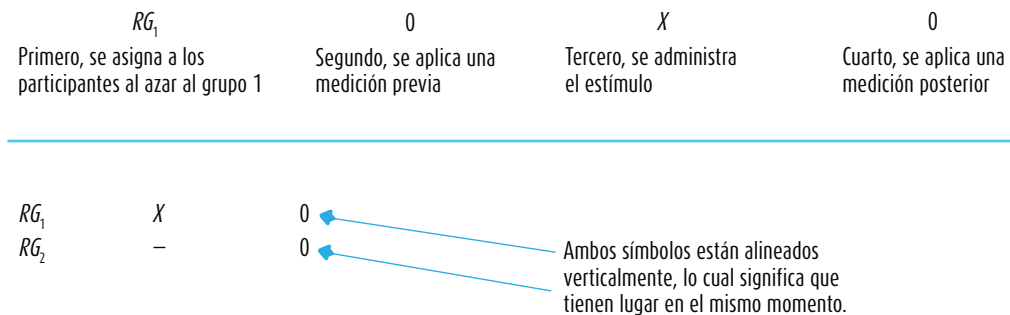 RG₁ 0 X 0
Primero, se asigna a los Segundo, se aplica una Tercero, se administra Cuarto, se aplica una
participantes al azar al grupo 1 medición previa el estímulo medición posterior
RG₁ X 0
RG₂ – 0
Ambos símbolos están alineados
verticalmente, lo cual significa que
tienen lugar en el mismo momento.